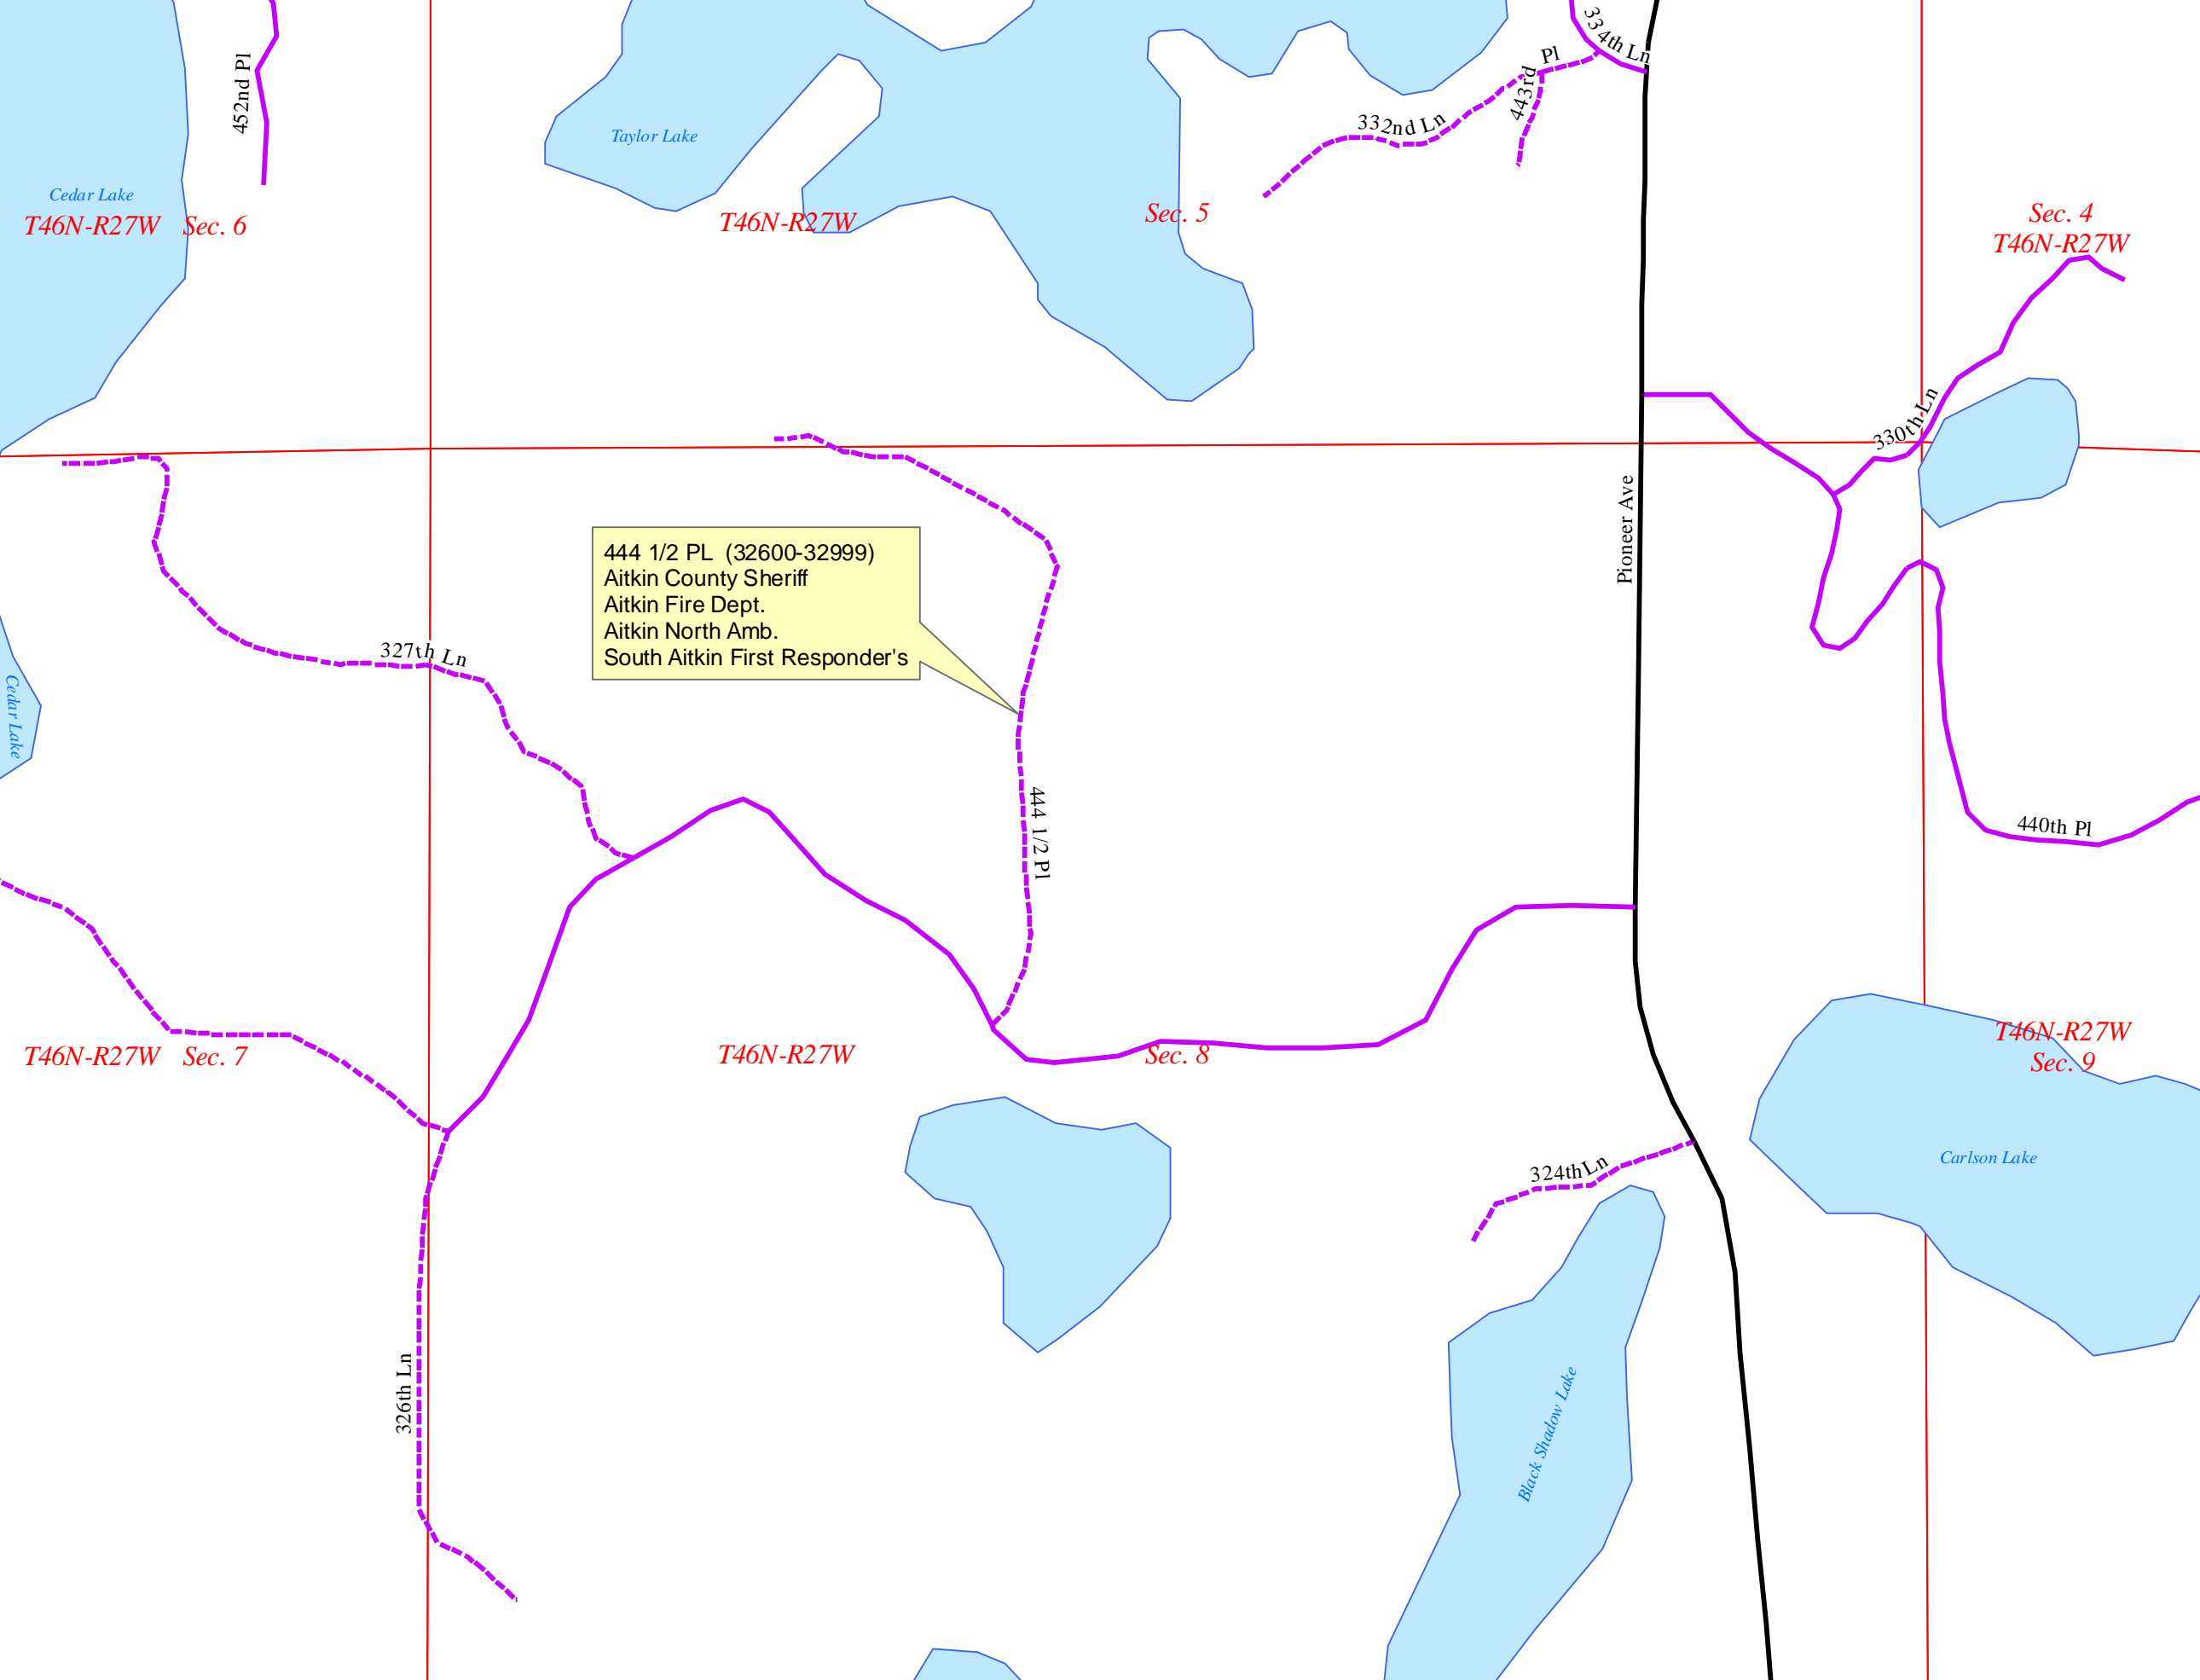 334th Ln
452nd Pl
443rd Pl
332nd Ln
Taylor Lake
Cedar Lake
T46N-R27W Sec. 6
T46N-R27W
Sec. 5
Sec. 4
T46N-R27W
330th Ln
Pioneer Ave
444 1/2 PL (32600-32999)
Aitkin County Sheriff
Aitkin Fire Dept.
Aitkin North Amb.
South Aitkin First Responder's
327th Ln
Cedar Lake
444 1/2 Pl
440th Pl
T46N-R27W Sec. 7
T46N-R27W
Sec. 8
T46N-R27W
Sec. 9
Carlson Lake
324th Ln
326th Ln
Black Shadow Lake